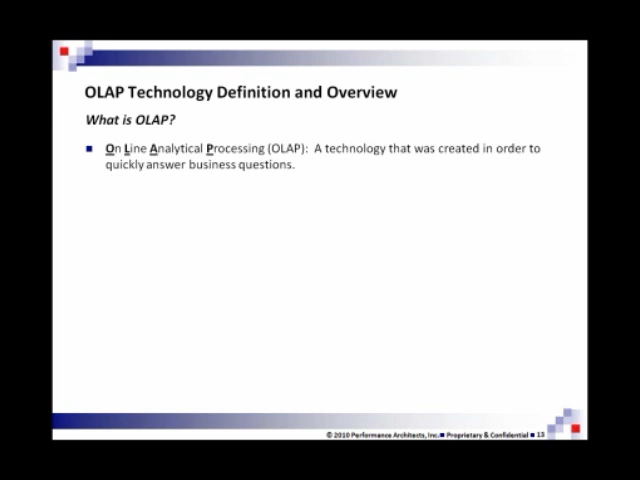 OLAP Technology Definition and Overview
What is OLAP?
■ On Line Analytical Processing (OLAP): A technology that was created in order to
quickly answer business questions.
© 2010 Performance Architects, Inc. ■ Proprietary & Confidential ■ 13